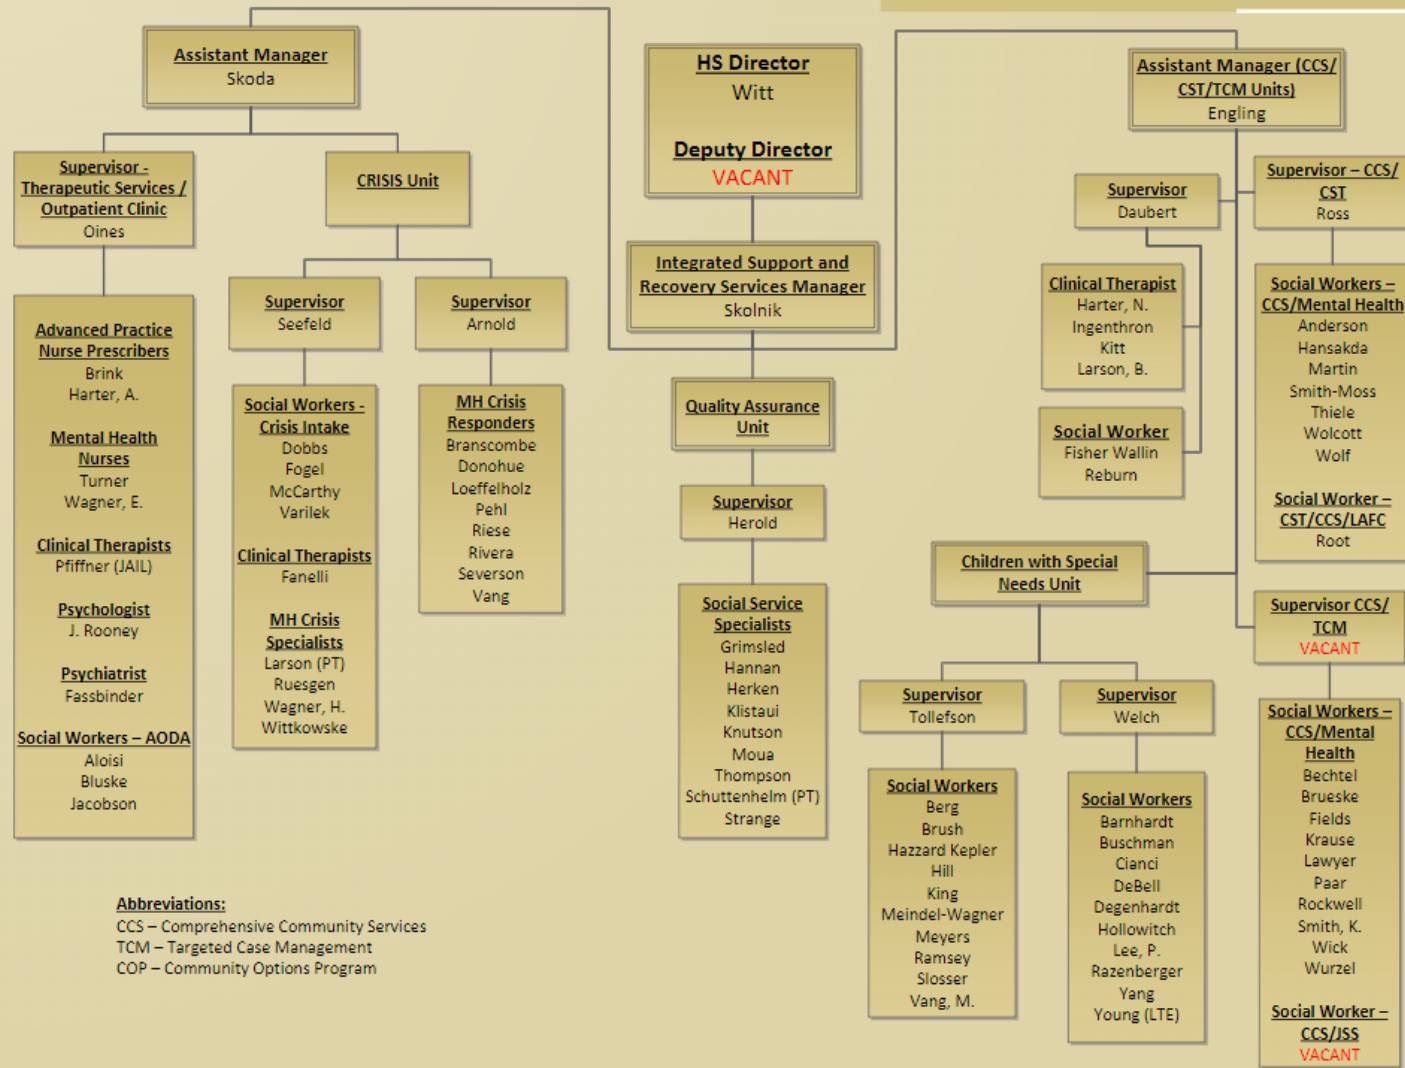 Assistant Manager
Skoda
HS Director
Witt
Deputy Director
VACANT
Assistant Manager (CCS/
CST/TCM Units)
Engling
Supervisor -
Therapeutic Services /
Outpatient Clinic
Oines
CRISIS Unit
Integrated Support and
Recovery Services Manager
Skolnik
Supervisor
Daubert
Supervisor – CCS/
CST
Ross
Advanced Practice
Nurse Prescribers
Brink
Harter, A.
Mental Health
Nurses
Turner
Wagner, E.
Clinical Therapists
Pfiffner (JAIL)
Psychologist
J. Rooney
Psychiatrist
Fassbinder
Social Workers – AODA
Aloisi
Bluske
Jacobson
Supervisor
Seefeld
Social Workers -
Crisis Intake
Dobbs
Fogel
McCarthy
Varilek
Clinical Therapists
Fanelli
MH Crisis
Specialists
Larson (PT)
Ruesgen
Wagner, H.
Wittkowske
Supervisor
Arnold
MH Crisis
Responders
Branscombe
Donohue
Loeffelholz
Pehl
Riese
Rivera
Severson
Vang
Quality Assurance
Unit
Supervisor
Herold
Social Service
Specialists
Grimsled
Hannan
Herken
Klistaui
Knutson
Moua
Thompson
Schuttenhelm (PT)
Strange
Clinical Therapist
Harter, N.
Ingenthron
Kitt
Larson, B.
Social Worker
Fisher Wallin
Reburn
Social Workers –
CCS/Mental Health
Anderson
Hansakda
Martin
Smith-Moss
Thiele
Wolcott
Wolf
Social Worker –
CST/CCS/LAFC
Root
Children with Special
Needs Unit
Supervisor
Tollefson
Social Workers
Berg
Brush
Hazzard Kepler
Hill
King
Meindel-Wagner
Meyers
Ramsey
Slosser
Vang, M.
Supervisor
Welch
Social Workers
Barnhardt
Buschman
Cianci
DeBell
Degenhardt
Hollowitch
Lee, P.
Razenberger
Yang
Young (LTE)
Supervisor CCS/
TCM
VACANT
Social Workers –
CCS/Mental
Health
Bechtel
Brueske
Fields
Krause
Lawyer
Paar
Rockwell
Smith, K.
Wick
Wurzel
Social Worker –
CCS/JSS
VACANT
Abbreviations:
CCS – Comprehensive Community Services
TCM – Targeted Case Management
COP – Community Options Program